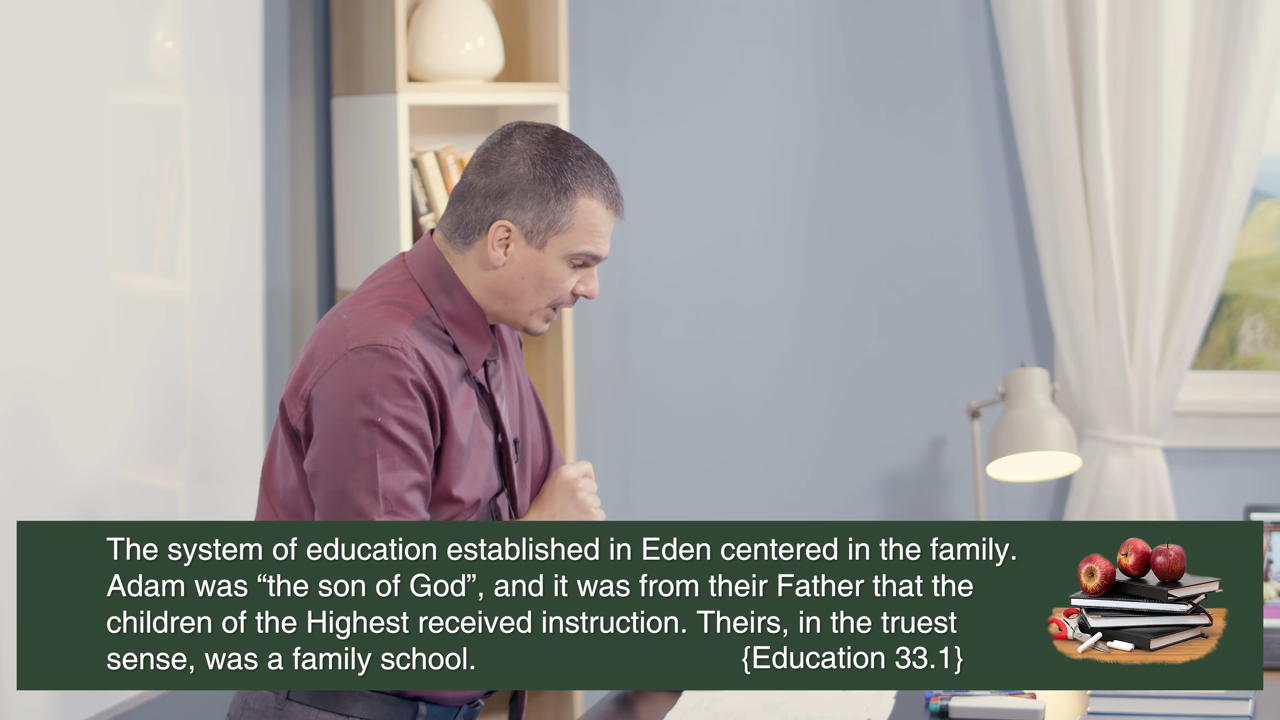 The system of education established in Eden centered in the family.
Adam was “the son of God”, and it was from their Father that the
children of the Highest received instruction. Theirs, in the truest
sense, was a family school. {Education 33.1}